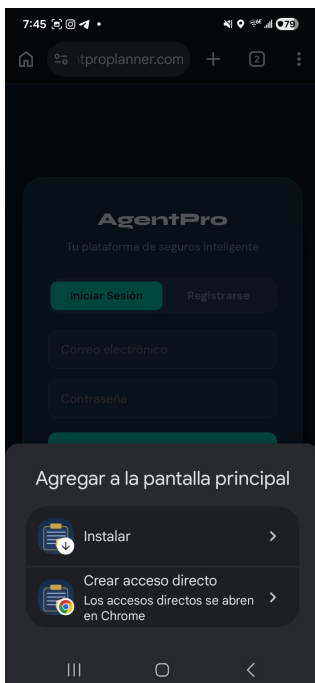 7:45
tproplanner.com
2
79
AgentPro
Tu plataforma de seguros inteligente
Iniciar Sesión
Registrarse
Correo electrónico
Contraseña
Agregar a la pantalla principal
Instalar
Crear acceso directo
Los accesos directos se abren
en Chrome